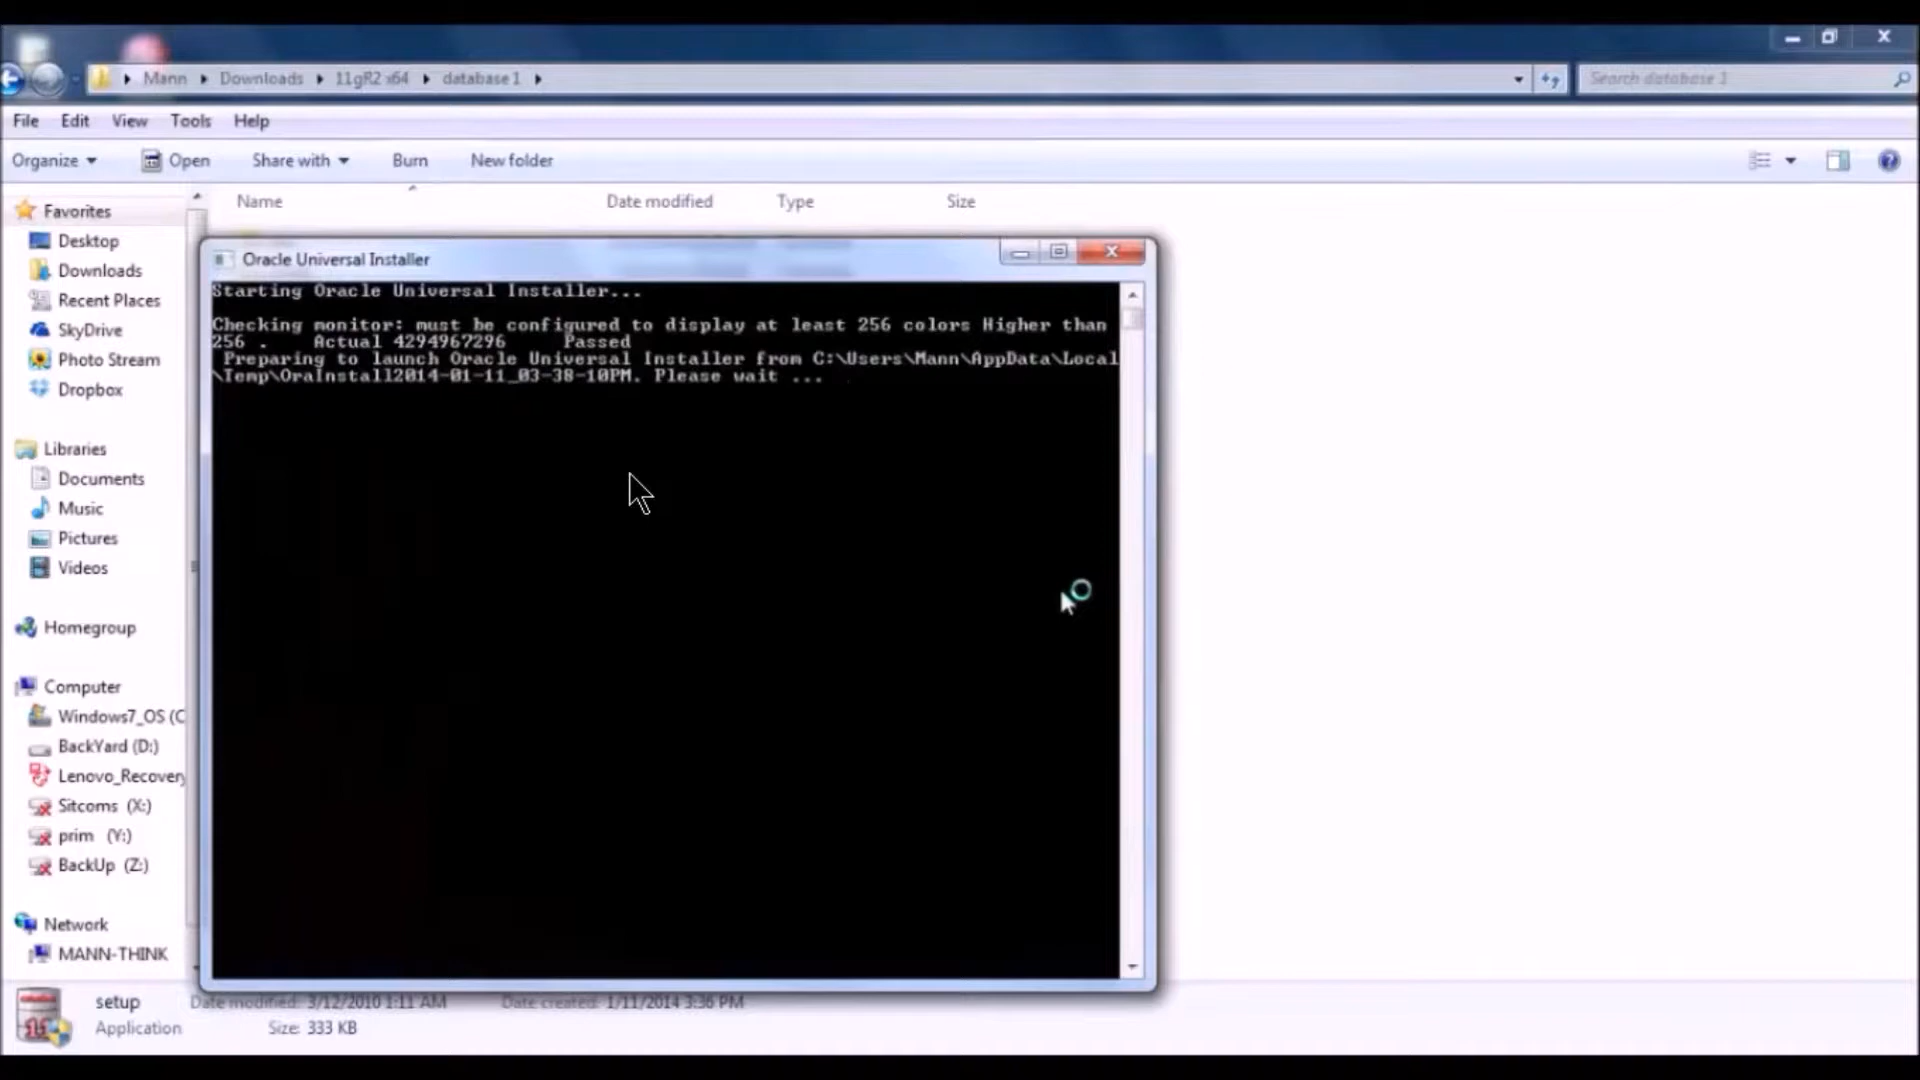 Mann Downloads 11gR2 x64 database 1
Search database 1
File Edit View Tools Help
Organize Open Share with Burn New folder
Name Date modified Type Size
Favorites
Desktop
Downloads
Recent Places
SkyDrive
Photo Stream
Dropbox
Libraries
Documents
Music
Pictures
Videos
Homegroup
Computer
Windows7_OS (C
BackYard (D:)
Lenovo_Recovery
Sitcoms (X:)
prim (Y:)
BackUp (Z:)
Network
MANN-THINK
Oracle Universal Installer
Starting Oracle Universal Installer...
Checking monitor: must be configured to display at least 256 colors Higher than
256 . Actual 4294967296 Passed
Preparing to launch Oracle Universal Installer from C:\Users\Mann\AppData\Local
\Temp\OraInstall2014-01-11_03-38-10PM. Please wait ...
setup Date modified: 3/12/2010 1:11 AM Date created: 1/11/2014 3:36 PM
Application Size: 333 KB